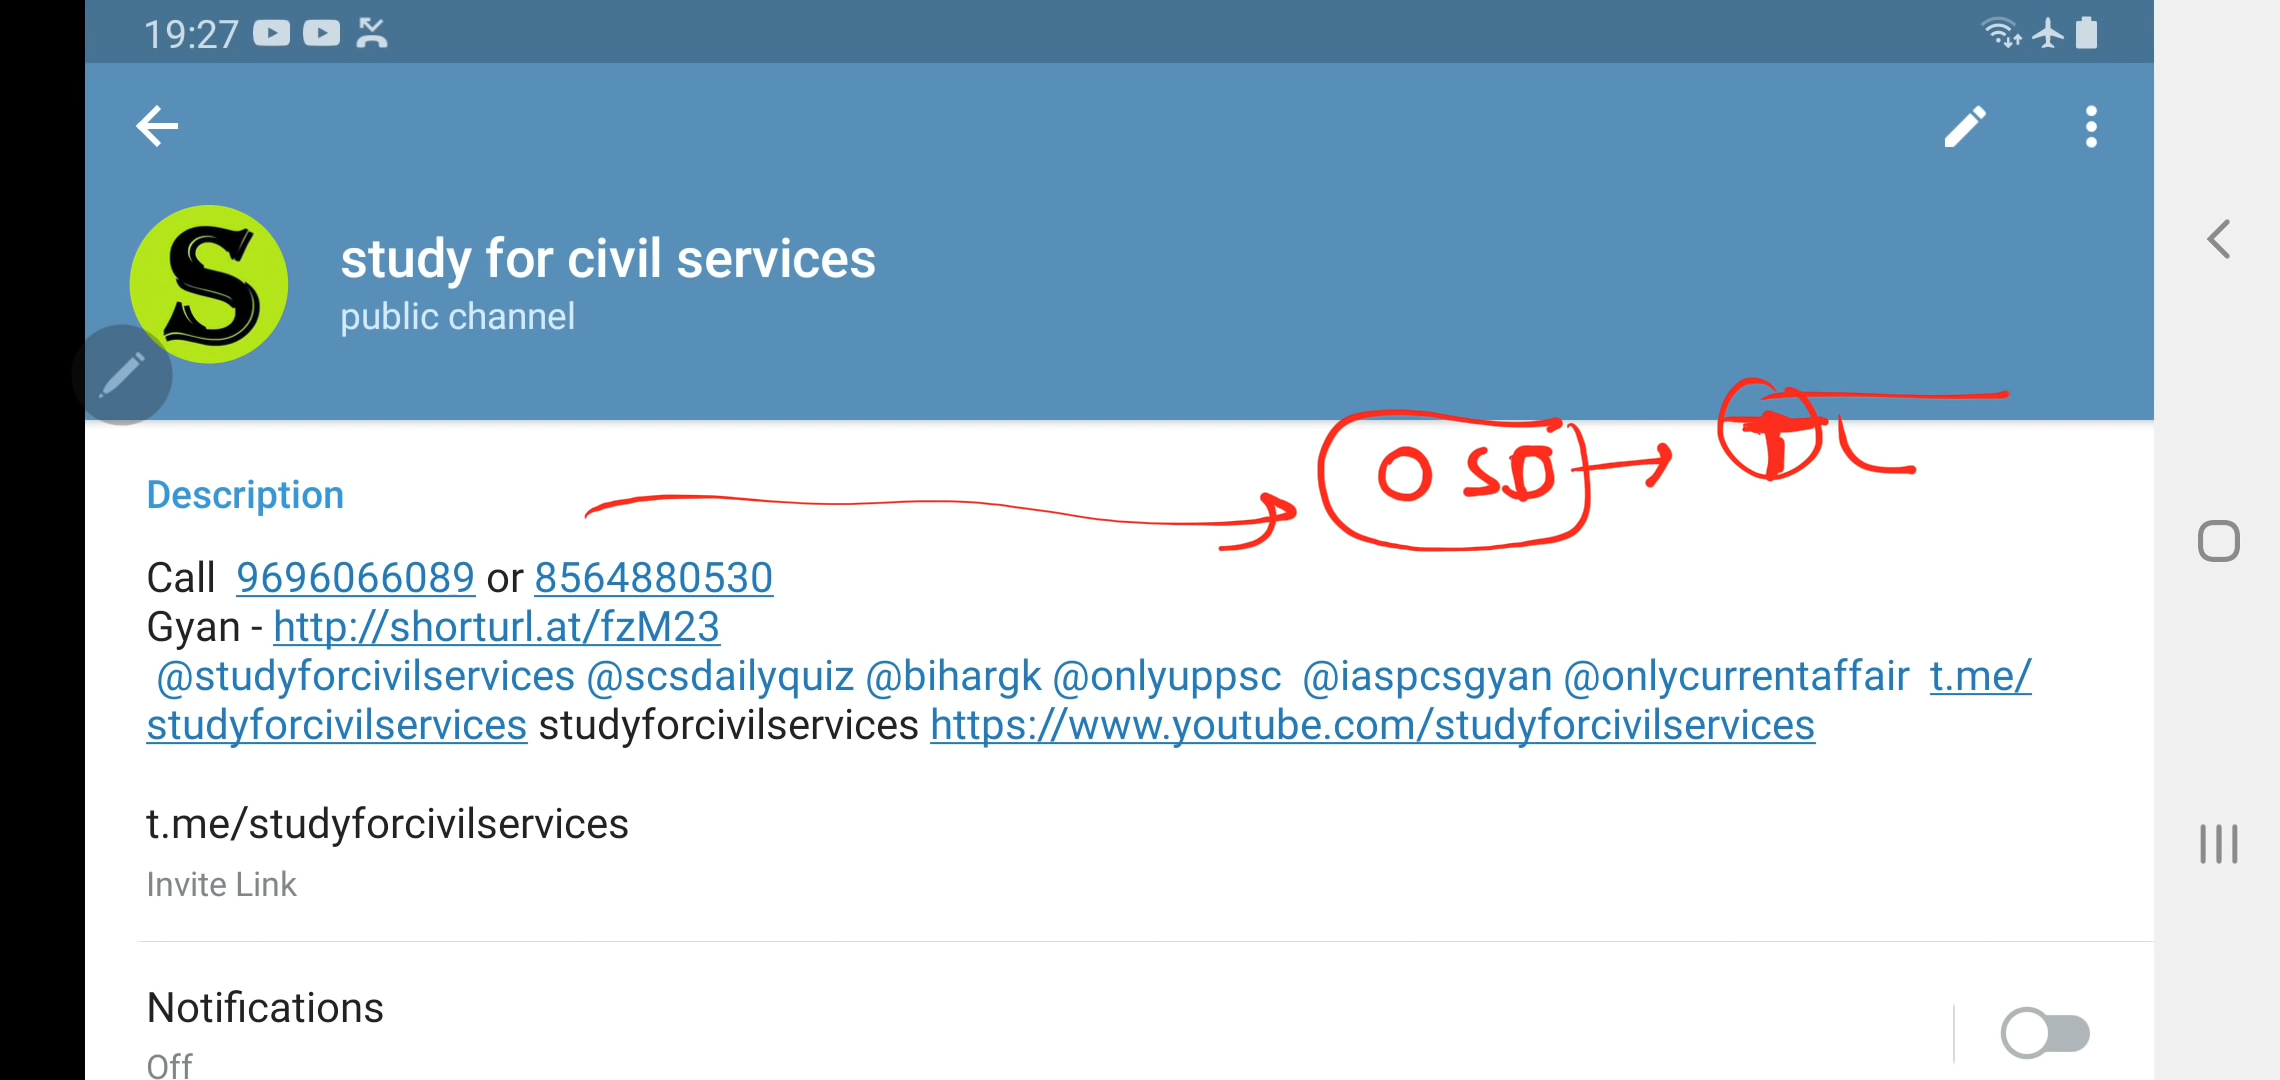 19:27
study for civil services
public channel
OSD
Description
Call 9696066089 or 8564880530
Gyan - http://shorturl.at/fzM23
@studyforcivilservices @scsdailyquiz @bihargk @onlyuppsc @iaspcsgyan @onlycurrentaffair t.me/
studyforcivilservices studyforcivilservices https://www.youtube.com/studyforcivilservices
t.me/studyforcivilservices
Invite Link
Notifications
Off